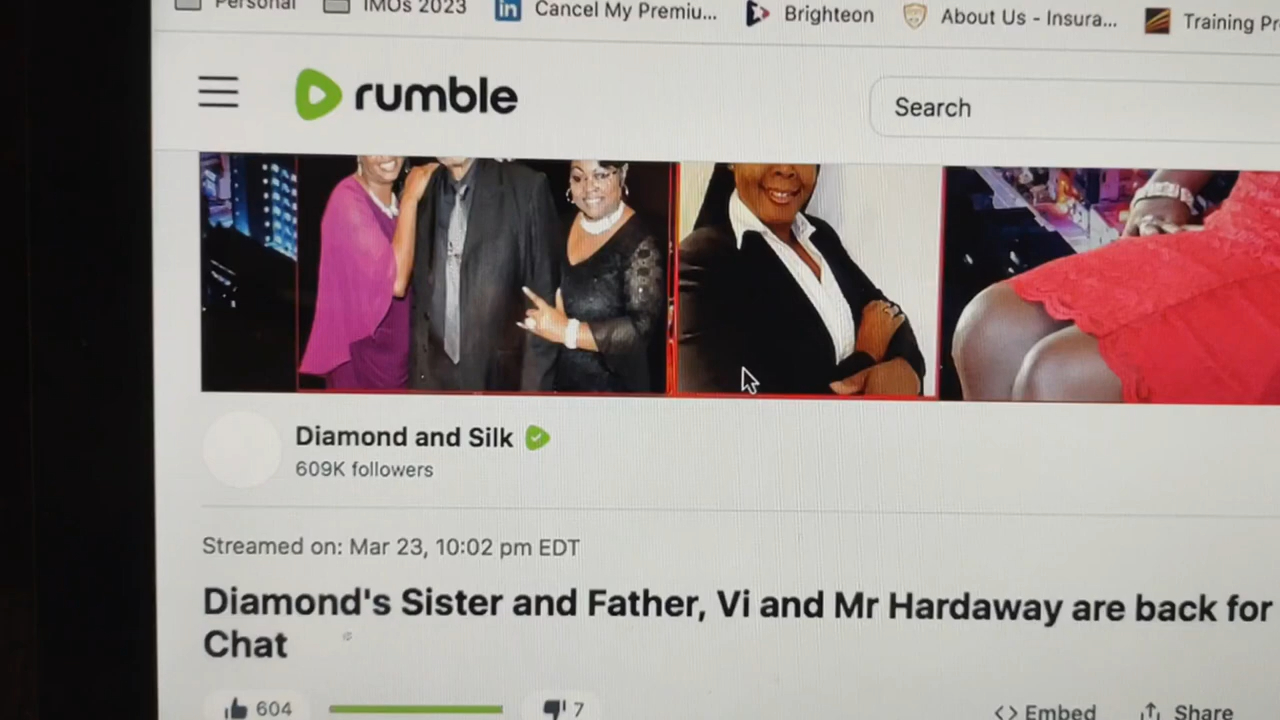 Personal
IMOs 2023
in
Cancel My Premiu...
Brighteon
About Us - Insura...
Training Pr
rumble
Search
Diamond and Silk
609K followers
Streamed on: Mar 23, 10:02 pm EDT
Diamond's Sister and Father, Vi and Mr Hardaway are back for
Chat
604
7
<> Embed
Share